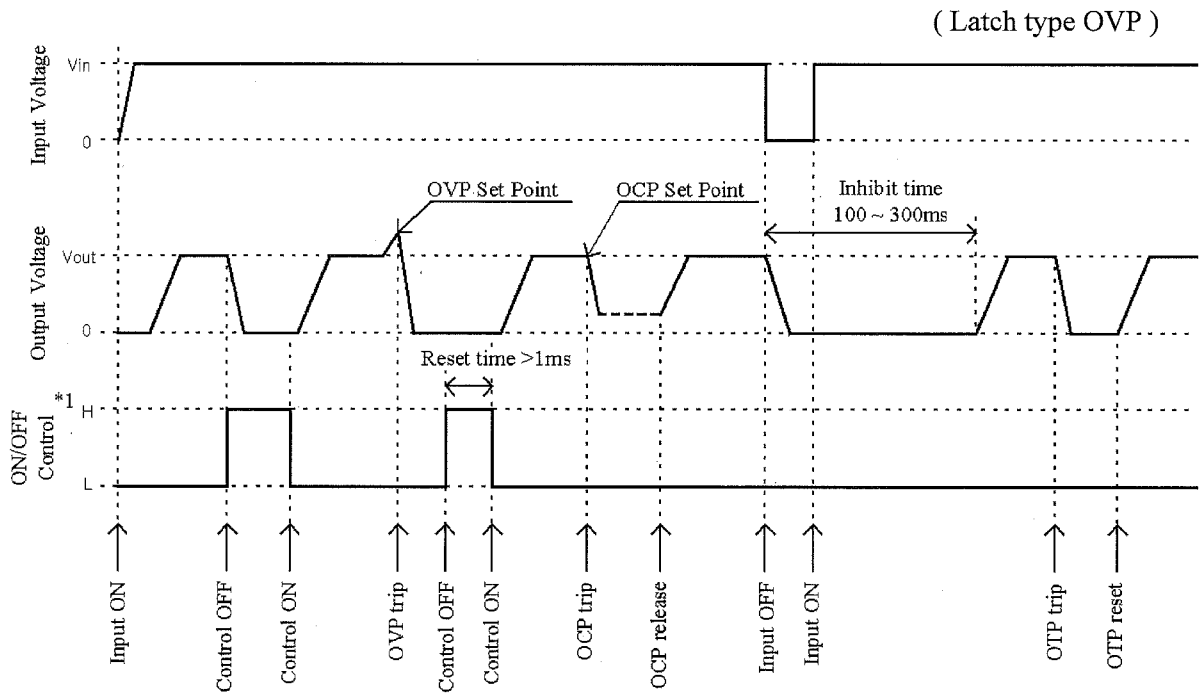 ( Latch type OVP )
Input Voltage
Vin
0
OVP Set Point
OCP Set Point
Inhibit time
100 ~ 300ms
Output Voltage
Vout
0
Reset time >1ms
ON/OFF
Control
*1
H
L
Input ON
Control OFF
Control ON
OVP trip
Control OFF
Control ON
OCP trip
OCP release
Input OFF
Input ON
OTP trip
OTP reset